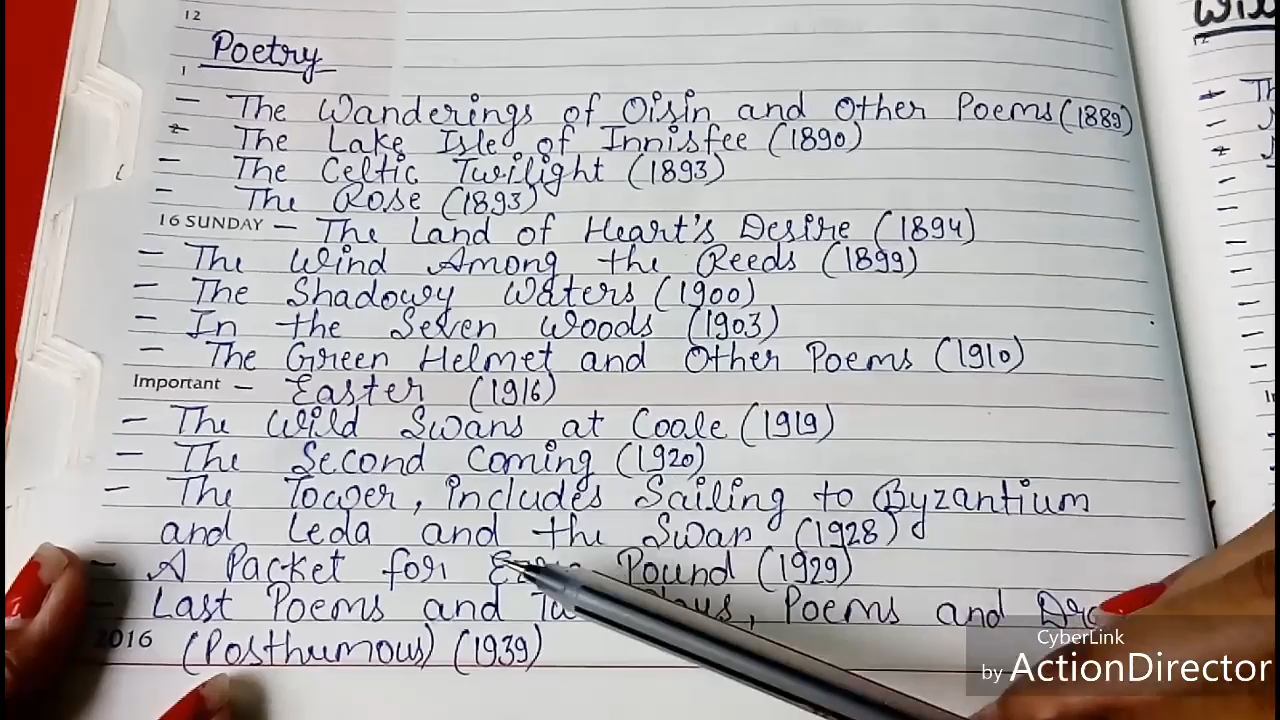 12
Poetry
1
- The Wanderings of Oisin and Other Poems (1889)
- The Lake Isle of Innisfee (1890)
- The Celtic Twilight (1893)
- The Rose (1893)
16 SUNDAY - The Land of Heart's Desire (1894)
- The Wind Among the Reeds (1899)
- The Shadowy Waters (1900)
- In the Seven Woods (1903)
- The Green Helmet and Other Poems (1910)
Important - Easter (1916)
- The Wild Swans at Coole (1919)
- The Second Coming (1920)
- The Tower, includes Sailing to Byzantium
and Leda and the Swan (1928)
- A Packet for Pound (1929)
- Last Poems and Poems and
2016 (Posthumous) (1939)
Th
CyberLink
by ActionDirector